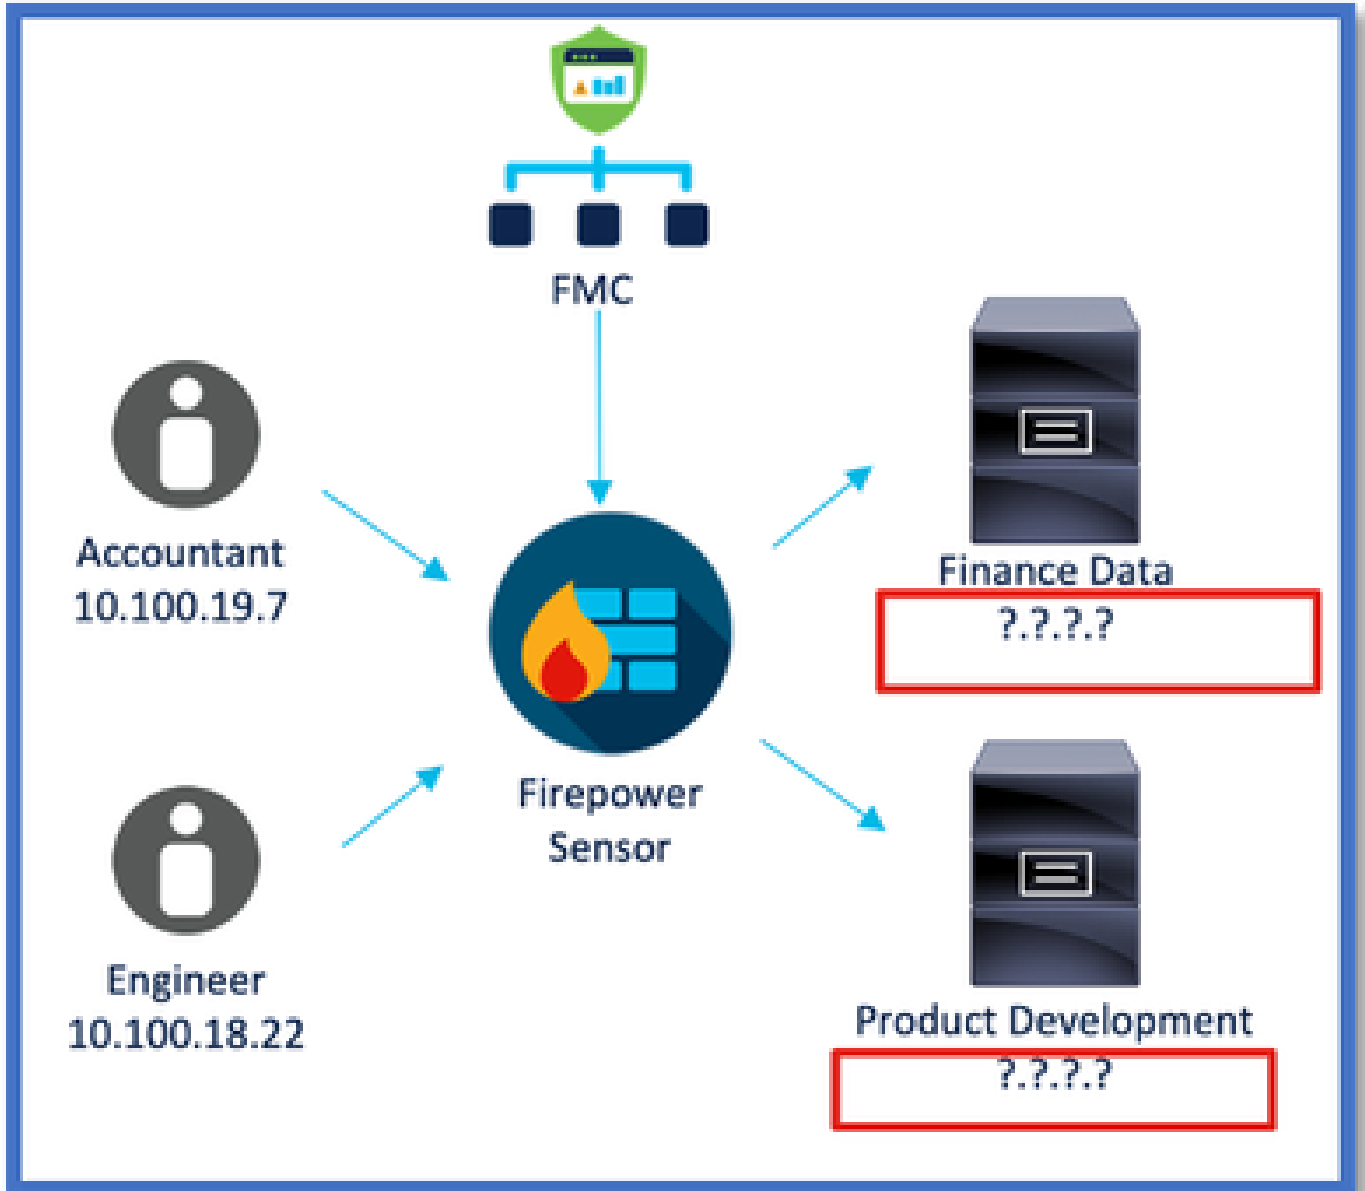 FMC
Accountant
10.100.19.7
Finance Data
?.?.?.?
Firepower
Sensor
Engineer
10.100.18.22
Product Development
?.?.?.?